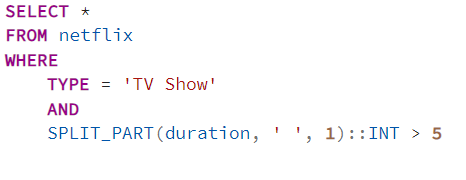 SELECT *
FROM netflix
WHERE
    TYPE = 'TV Show'
    AND
    SPLIT_PART(duration, ' ', 1)::INT > 5